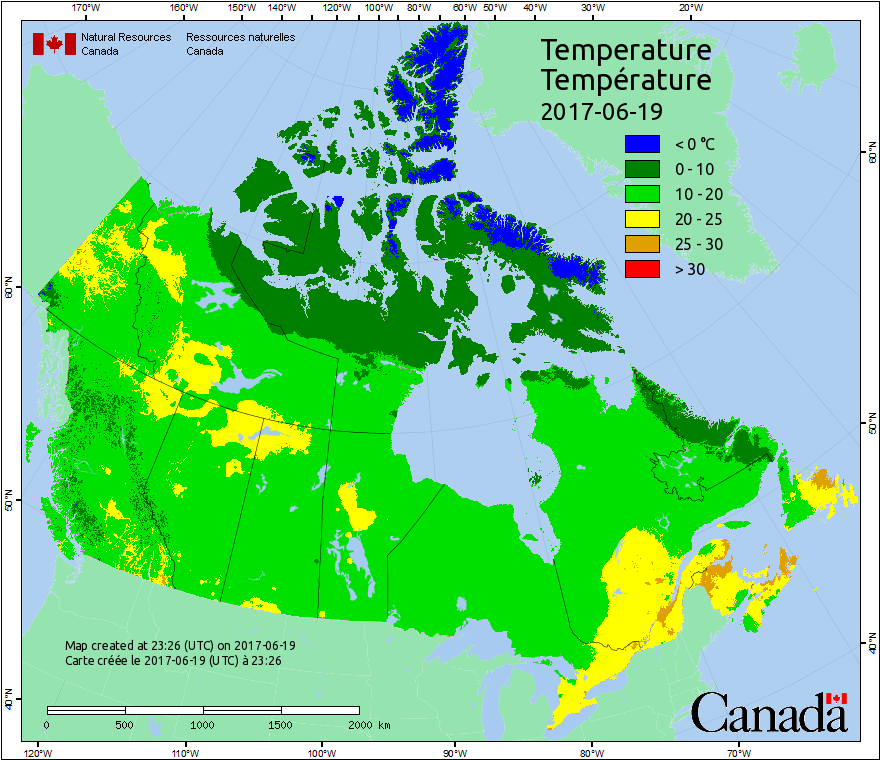 170°W 160°W 150°W 140°W 120°W 100°W 80°W 60°W 50°W 40°W 30°W 20°W
Natural Resources Ressources naturelles
Canada Canada
Temperature
Température
2017-06-19
< 0 °C
0 - 10
10 - 20
20 - 25
25 - 30
> 30
60°N
60°N
50°N
50°N
40°N
40°N
Map created at 23:26 (UTC) on 2017-06-19
Carte créée le 2017-06-19 (UTC) à 23:26
0 500 1000 1500 2000 km
Canada
120°W 110°W 100°W 90°W 80°W 70°W